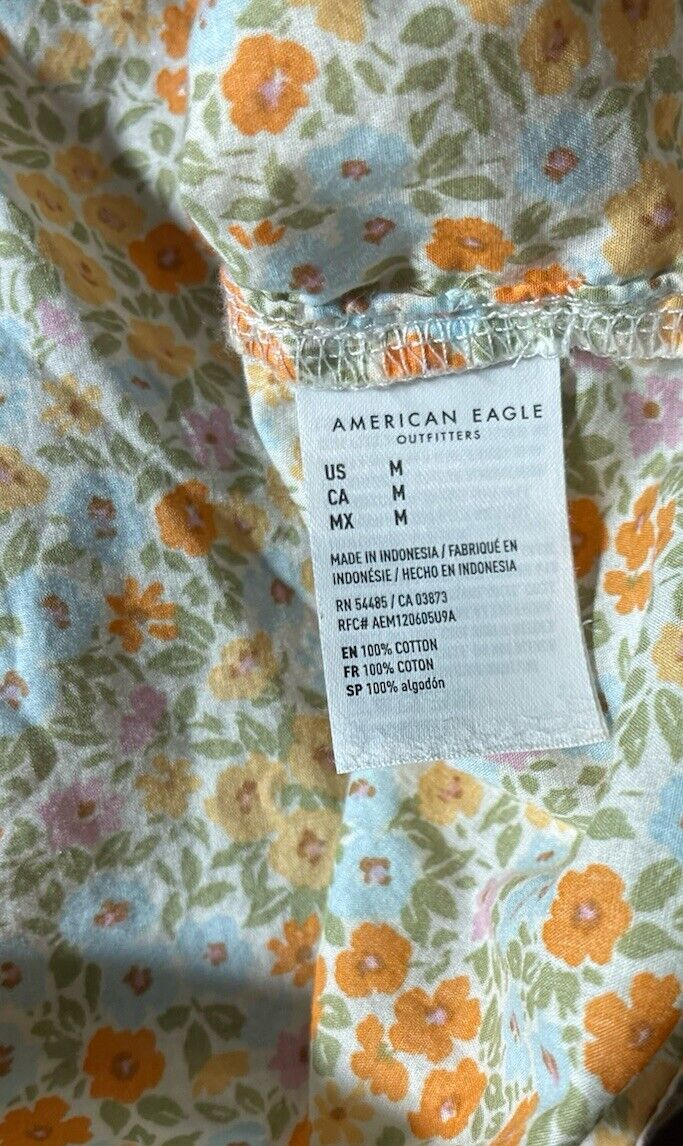 AMERICAN EAGLE
OUTFITTERS
US M
CA M
MX M
MADE IN INDONESIA / FABRIQUÉ EN
INDONÉSIE / HECHO EN INDONESIA
RN 54485 / CA 03873
RFC# AEM120605U9A
EN 100% COTTON
FR 100% COTON
SP 100% algodón